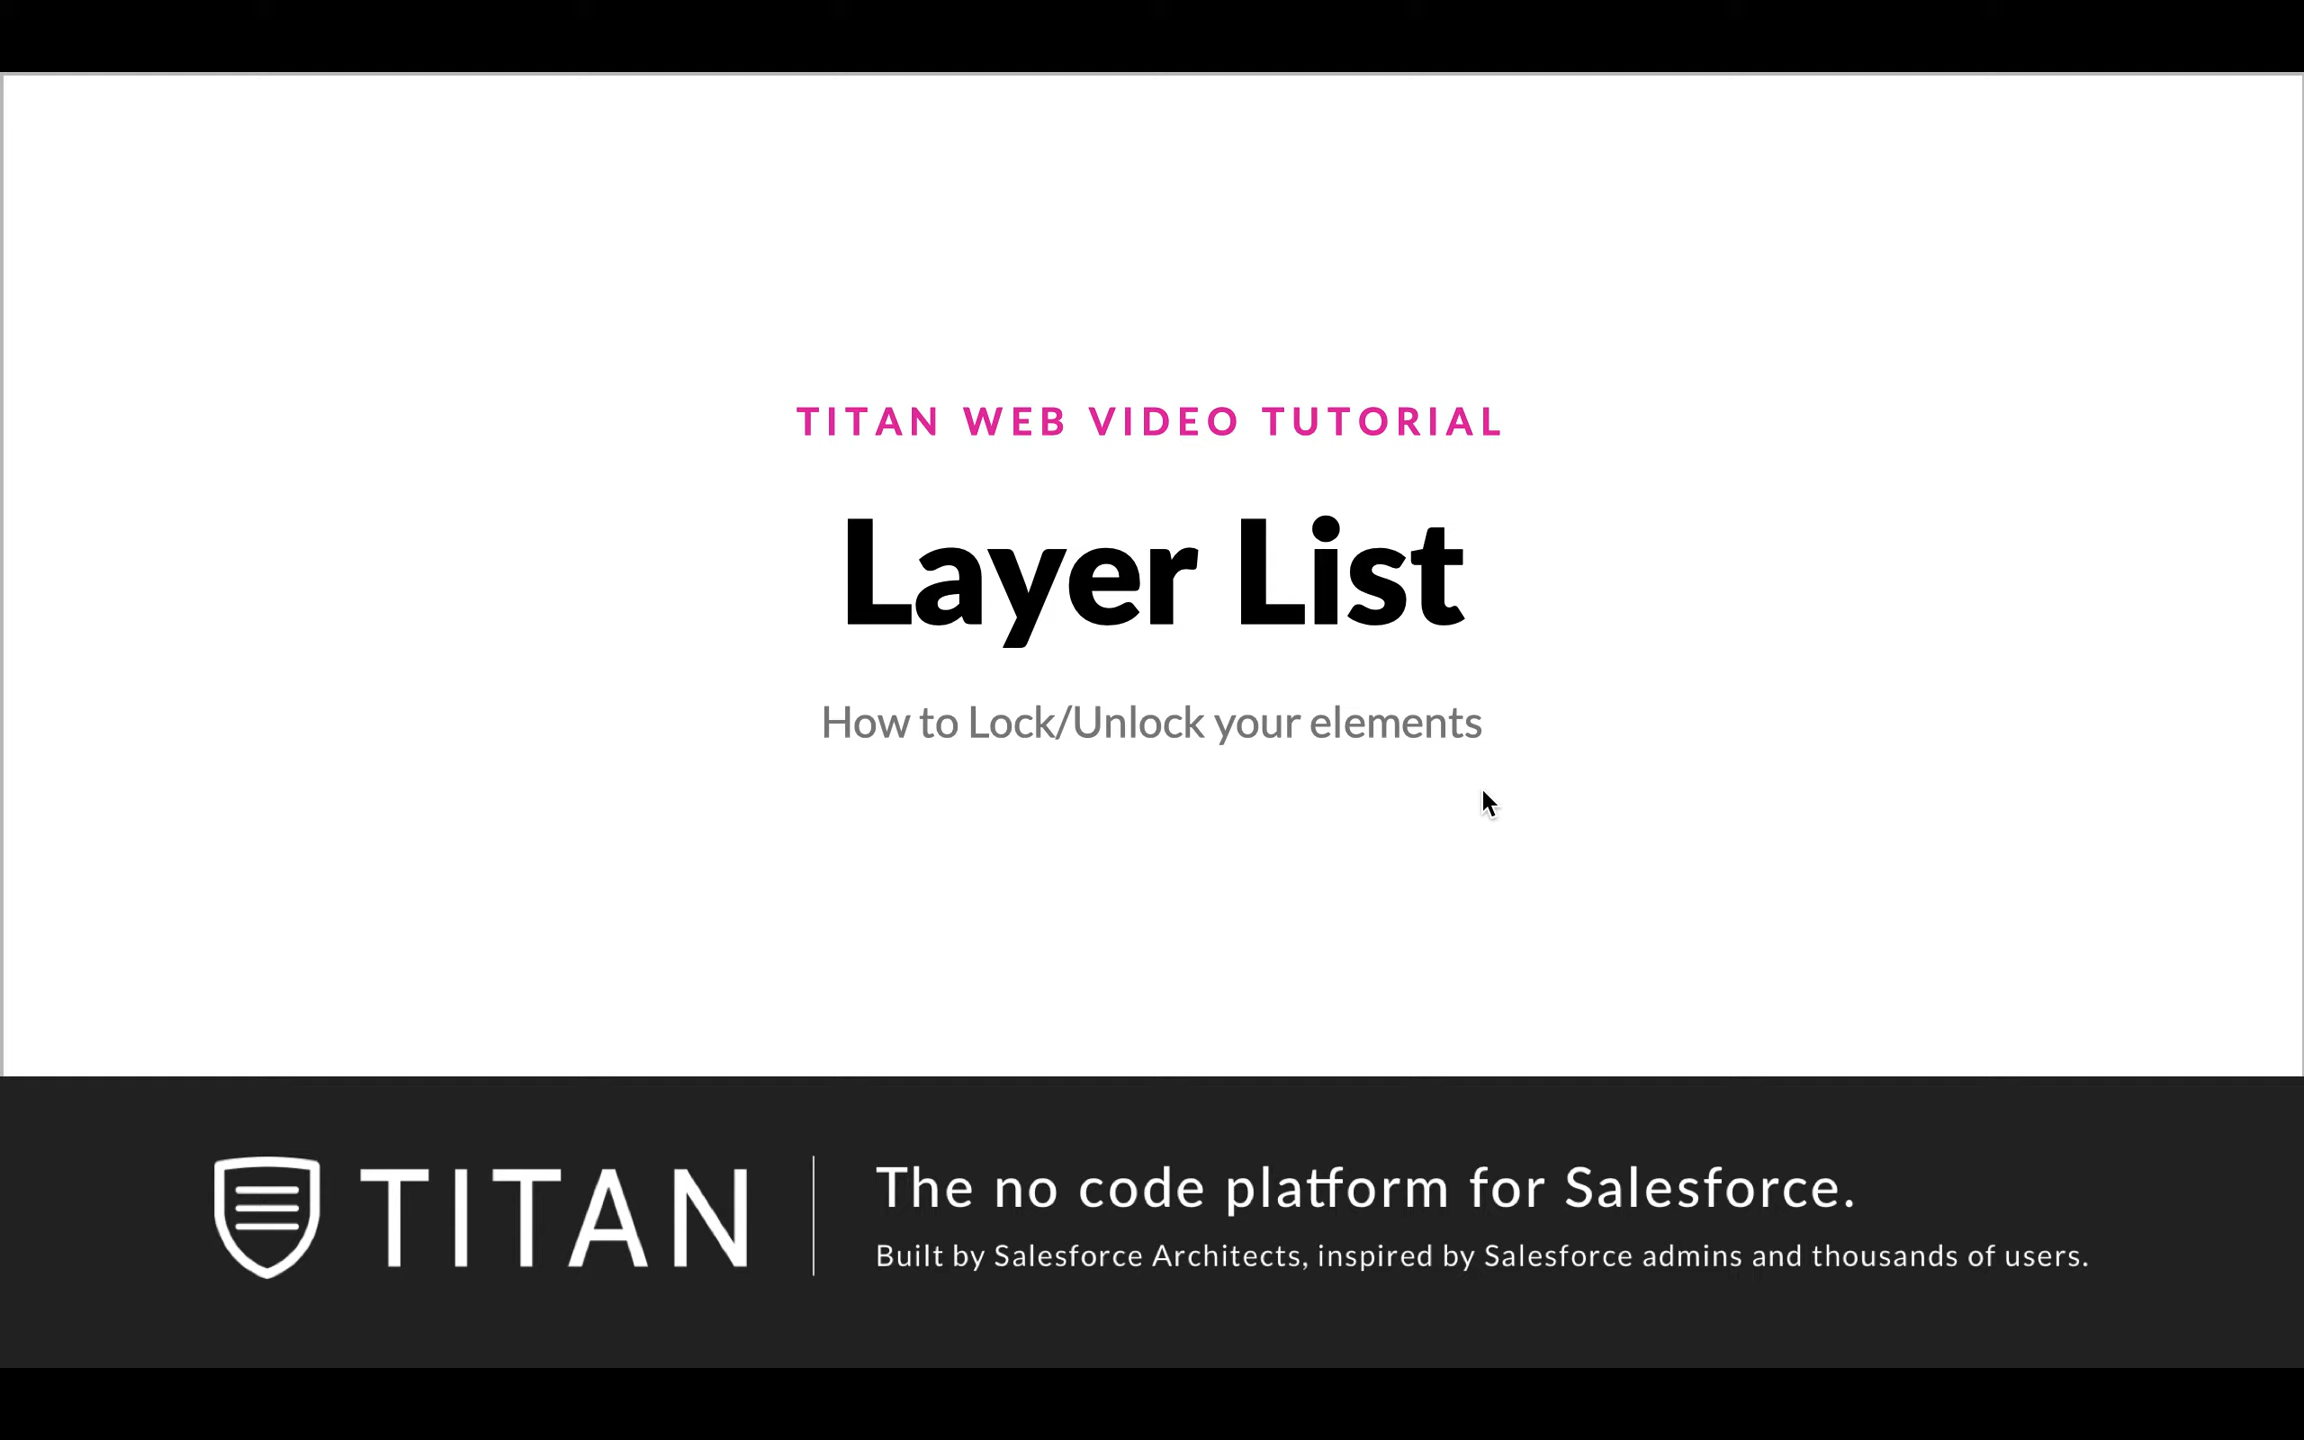 TITAN WEB VIDEO TUTORIAL
Layer List
How to Lock/Unlock your elements
TITAN
The no code platform for Salesforce.
Built by Salesforce Architects, inspired by Salesforce admins and thousands of users.